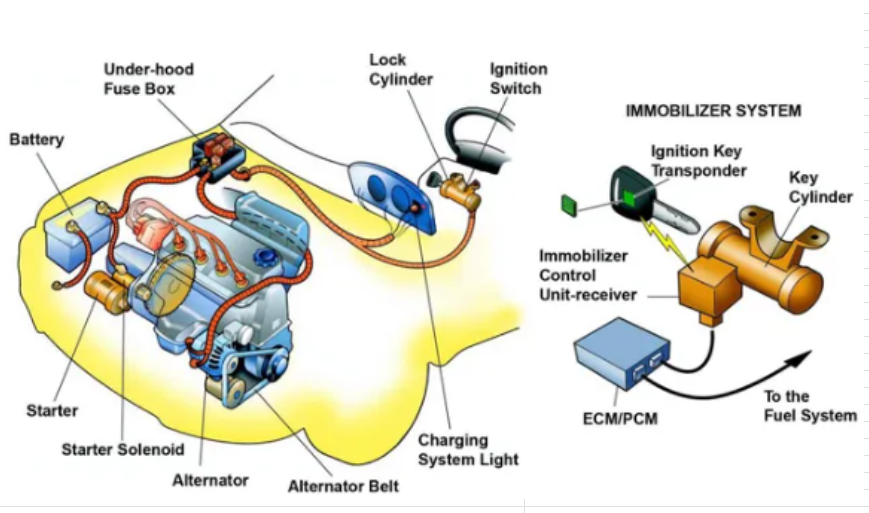 Under-hood
Fuse Box
Lock
Cylinder
Ignition
Switch
Battery
Starter
Starter Solenoid
Alternator
Alternator Belt
Charging
System Light
IMMOBILIZER SYSTEM
Ignition Key
Transponder
Key
Cylinder
Immobilizer
Control
Unit-receiver
ECM/PCM
To the
Fuel System